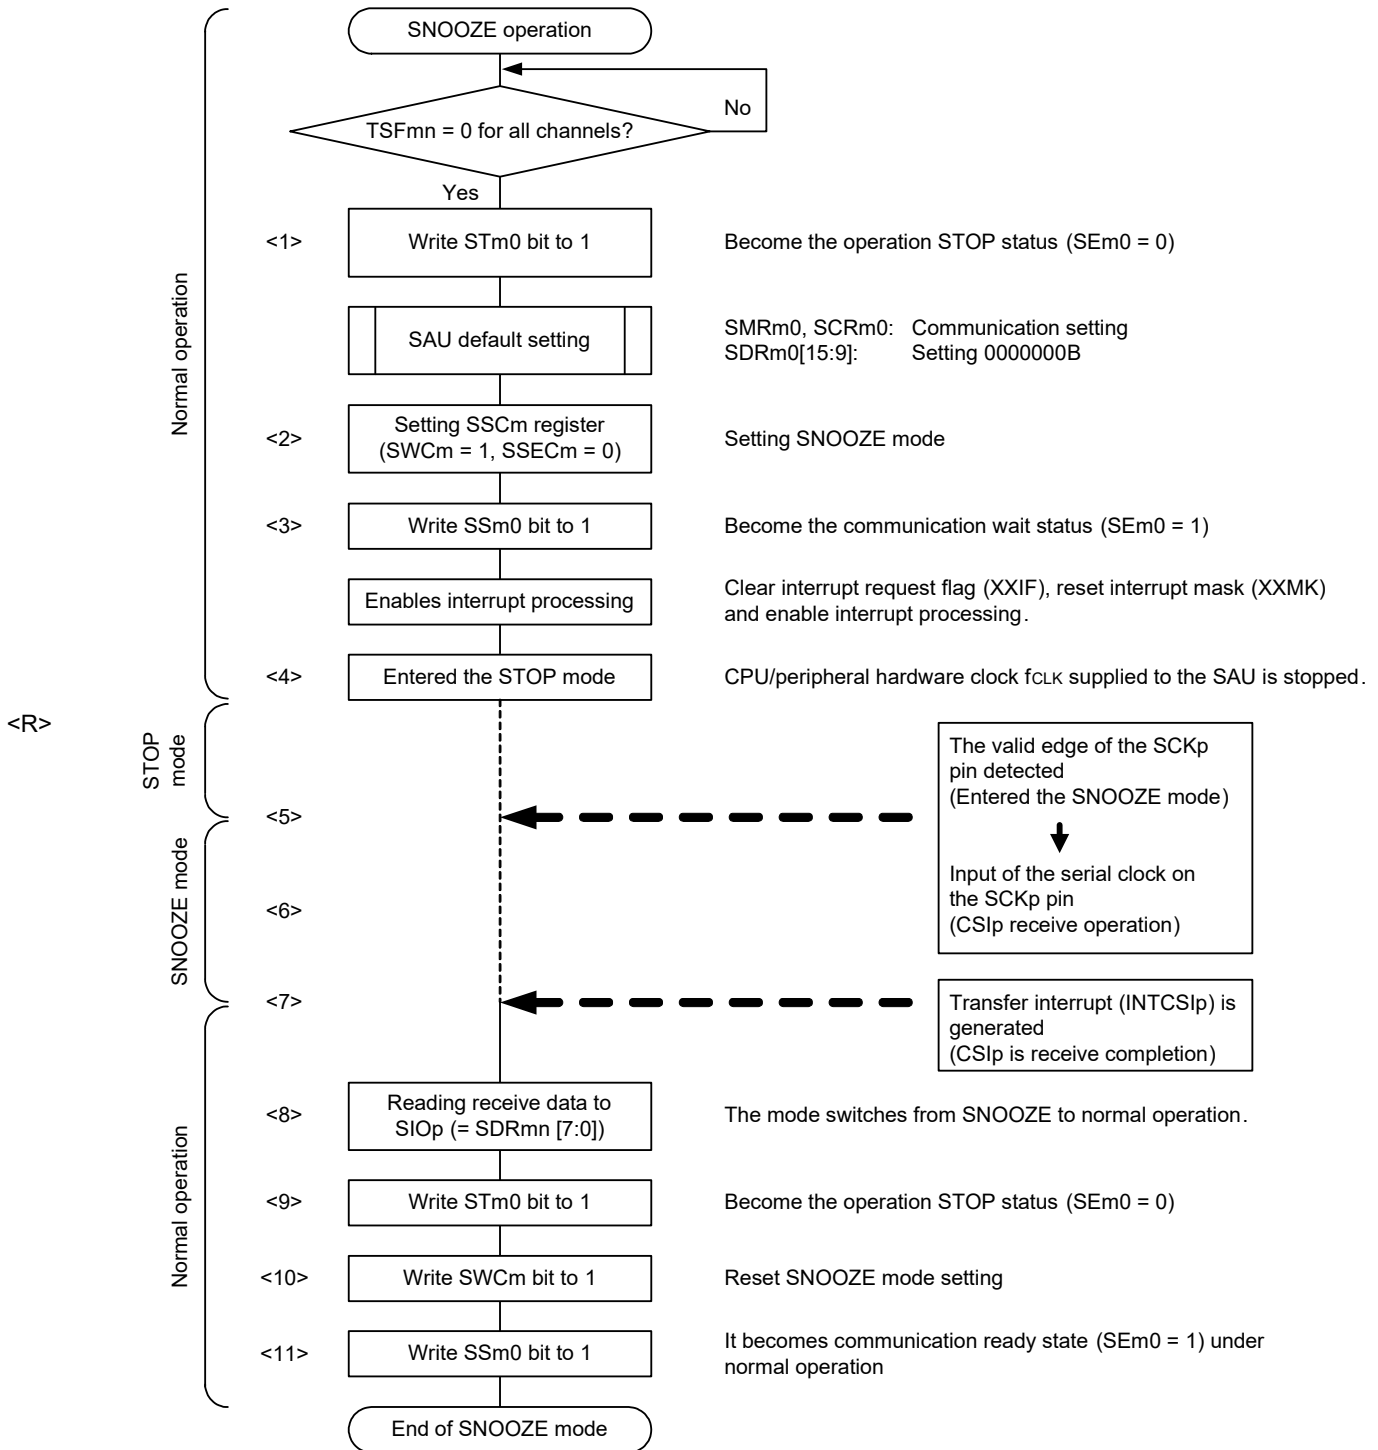 SNOOZE operation
No
TSFmn = 0 for all channels?
Yes
<1>
Write STm0 bit to 1
Become the operation STOP status (SEm0 = 0)
SAU default setting
SMRm0, SCRm0: Communication setting
SDRm0[15:9]: Setting 0000000B
Normal operation
<2>
Setting SSCm register
(SWCm = 1, SSECm = 0)
Setting SNOOZE mode
<3>
Write SSm0 bit to 1
Become the communication wait status (SEm0 = 1)
Enables interrupt processing
Clear interrupt request flag (XXIF), reset interrupt mask (XXMK)
and enable interrupt processing.
<4>
Entered the STOP mode
CPU/peripheral hardware clock fCLK supplied to the SAU is stopped.
<R>
STOP
mode
The valid edge of the SCKp
pin detected
(Entered the SNOOZE mode)
<5>
Input of the serial clock on
the SCKp pin
(CSIp receive operation)
SNOOZE mode
<6>
<7>
Transfer interrupt (INTCSIp) is
generated
(CSIp is receive completion)
<8>
Reading receive data to
SIOp (= SDRmn [7:0])
The mode switches from SNOOZE to normal operation.
Normal operation
<9>
Write STm0 bit to 1
Become the operation STOP status (SEm0 = 0)
<10>
Write SWCm bit to 1
Reset SNOOZE mode setting
<11>
Write SSm0 bit to 1
It becomes communication ready state (SEm0 = 1) under
normal operation
End of SNOOZE mode